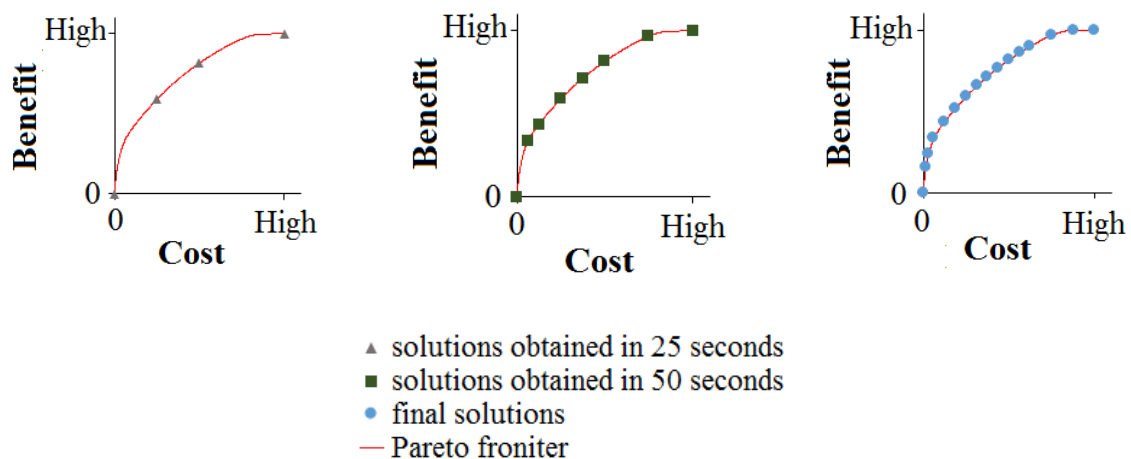 High
Benefit
0
0
High
Cost
High
Benefit
0
0
High
Cost
High
Benefit
0
0
High
Cost
solutions obtained in 25 seconds
solutions obtained in 50 seconds
final solutions
Pareto froniter